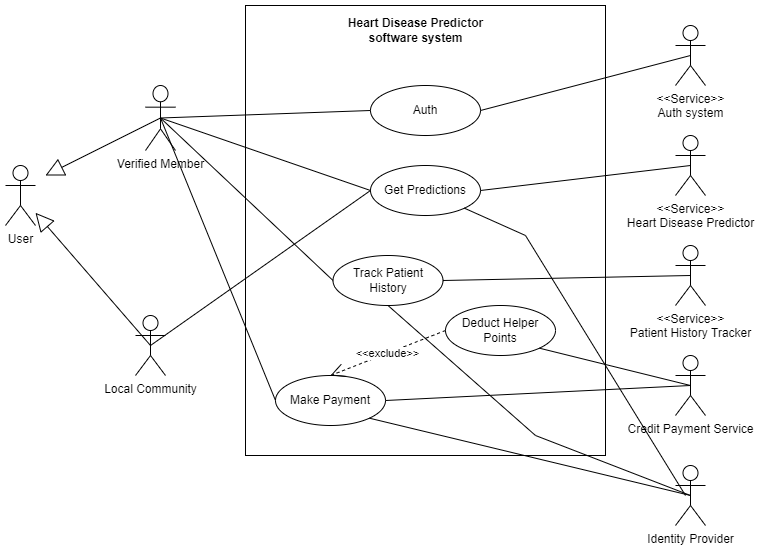 Heart Disease Predictor
software system
Auth
<<Service>>
Auth system
Verified Member
Get Predictions
<<Service>>
Heart Disease Predictor
User
Track Patient
History
<<Service>>
Patient History Tracker
Deduct Helper
Points
<<exclude>>
Local Community
Make Payment
Credit Payment Service
Identity Provider